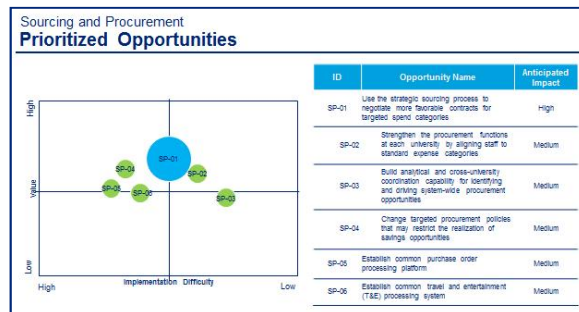 Sourcing and Procurement
Prioritized Opportunities
High
Value
Low
SP-01
SP-02
SP-03
SP-04
SP-05
SP-06
Implementation Difficulty
High
Low
ID Opportunity Name Anticipated
Impact
SP-01 Use the strategic sourcing process to
negotiate more favorable contracts for
targeted spend categories High
SP-02 Strengthen the procurement functions
at each university by aligning staff to
standard expense categories Medium
SP-03 Build analytical and cross-university
coordination capability for identifying
and driving system-wide procurement
opportunities Medium
SP-04 Change targeted procurement policies
that may restrict the realization of
savings opportunities Medium
SP-05 Establish common purchase order
processing platform Medium
SP-06 Establish common travel and entertainment
(T&E) processing system Medium